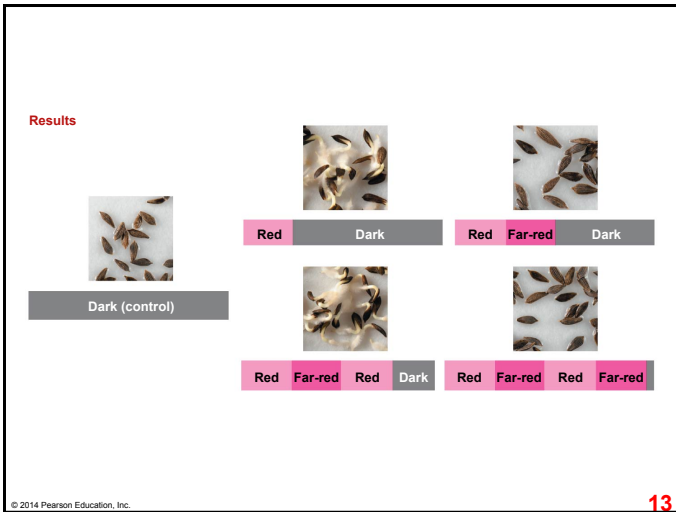 Results
Dark (control)
Red Dark
Red Far-red Dark
Red Far-red Red Dark
Red Far-red Red Far-red
© 2014 Pearson Education, Inc.
13